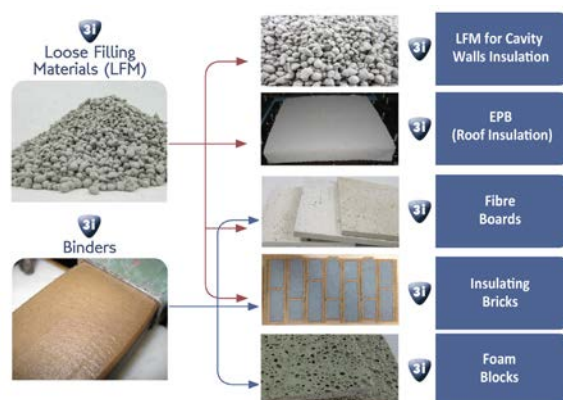 3i
Loose Filling
Materials (LFM)
3i
Binders
3i
LFM for Cavity
Walls Insulation
3i
EPB
(Roof Insulation)
3i
Fibre
Boards
3i
Insulating
Bricks
3i
Foam
Blocks